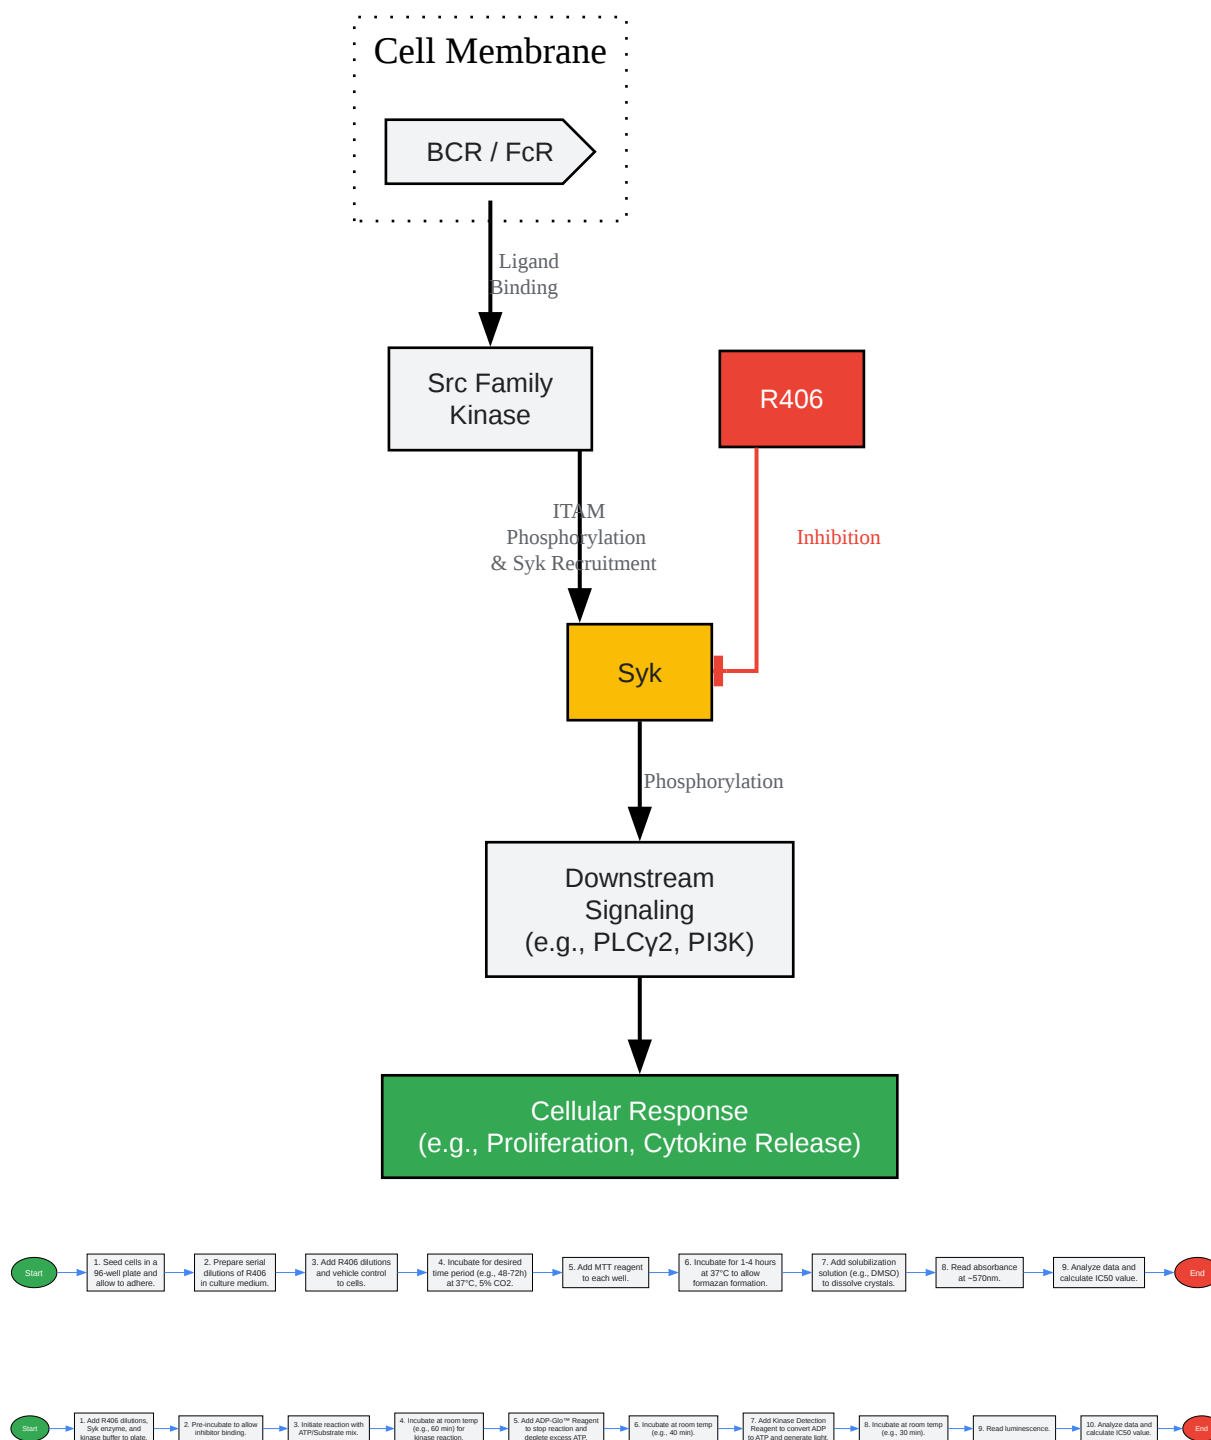 Cell Membrane
BCR / FcR
Ligand
Binding
Src Family
Kinase
R406
ITAM
Phosphorylation
& Syk Recruitment
Inhibition
Syk
Phosphorylation
Downstream
Signaling
(e.g., PLCγ2, PI3K)
Cellular Response
(e.g., Proliferation, Cytokine Release)
Start
1. Seed cells in a
96-well plate and
allow to adhere.
2. Prepare serial
dilutions of R406
in culture medium.
3. Add R406 dilutions
and vehicle control
to cells.
4. Incubate for desired
time period (e.g., 48-72h)
at 37°C, 5% CO2.
5. Add MTT reagent
to each well.
6. Incubate for 1-4 hours
at 37°C to allow
formazan formation.
7. Add solubilization
solution (e.g., DMSO)
to dissolve crystals.
8. Read absorbance
at ~570nm.
9. Analyze data and
calculate IC50 value.
End
Start
1. Add R406 dilutions,
Syk enzyme, and
kinase buffer to plate.
2. Pre-incubate to allow
inhibitor binding.
3. Initiate reaction with
ATP/Substrate mix.
4. Incubate at room temp
(e.g., 60 min) for
kinase reaction.
5. Add ADP-Glo™ Reagent
to stop reaction and
deplete excess ATP.
6. Incubate at room temp
(e.g., 40 min).
7. Add Kinase Detection
Reagent to convert ADP
to ATP and generate light.
8. Incubate at room temp
(e.g., 30 min).
9. Read luminescence.
10. Analyze data and
calculate IC50 value.
End